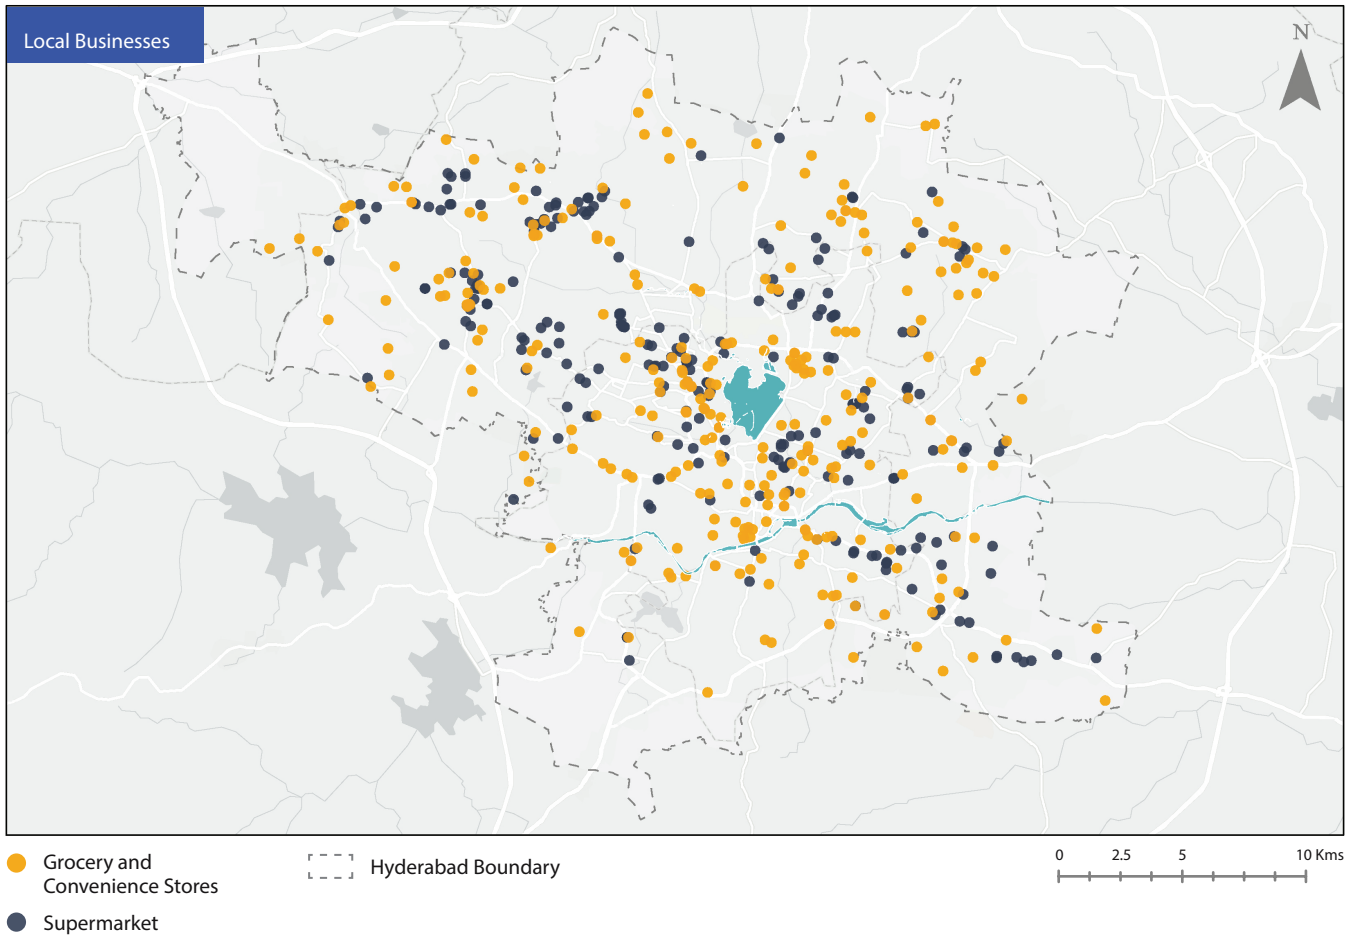 Local Businesses
N
Grocery and
Convenience Stores
Supermarket
Hyderabad Boundary
0 2.5 5 10 Kms